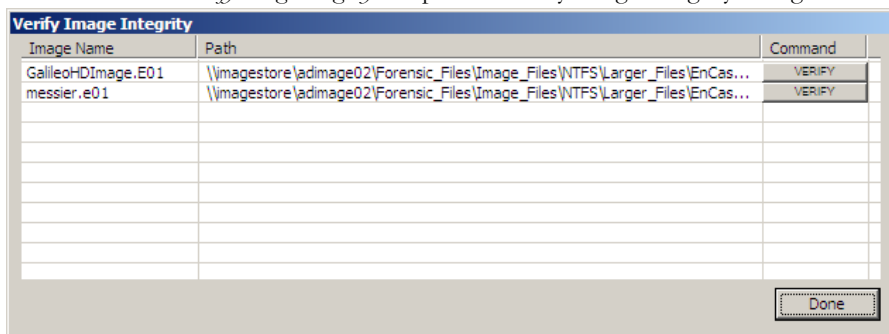 Verify Image Integrity
Image Name Path Command
GalileoHDImage.E01 \\imagestore\adimage02\Forensic_Files\Image_Files\NTFS\Larger_Files\EnCas... VERIFY
messier.e01 \\imagestore\adimage02\Forensic_Files\Image_Files\NTFS\Larger_Files\EnCas... VERIFY
Done